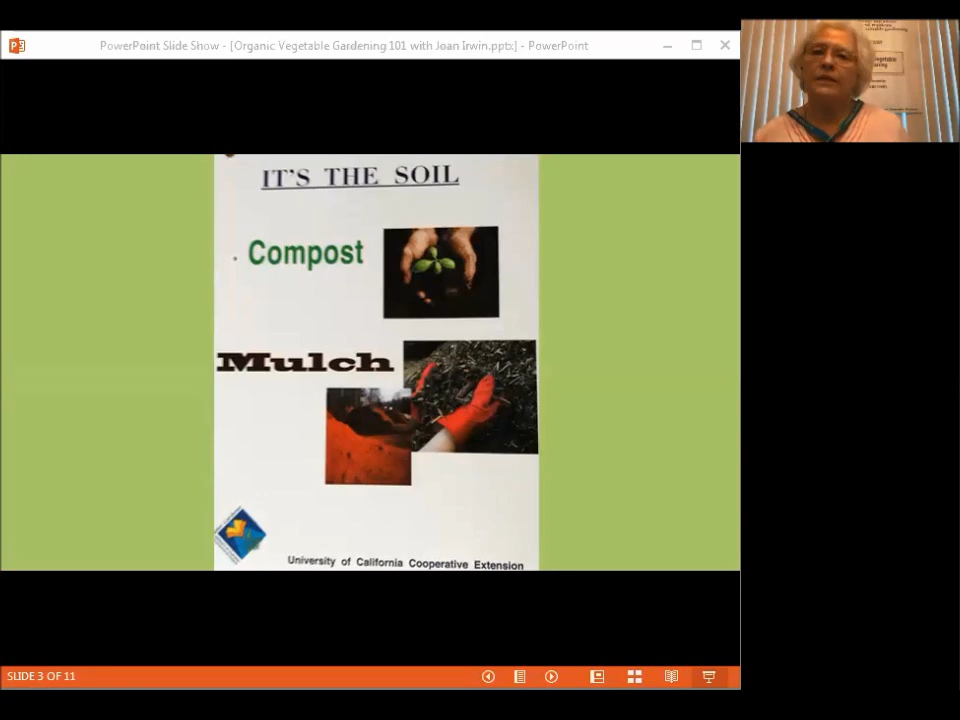 PowerPoint Slide Show - [Organic Vegetable Gardening 101 with Joan Irwin.pptx] - PowerPoint
IT'S THE SOIL
Compost
Mulch
University of California Cooperative Extension
SLIDE 3 OF 11